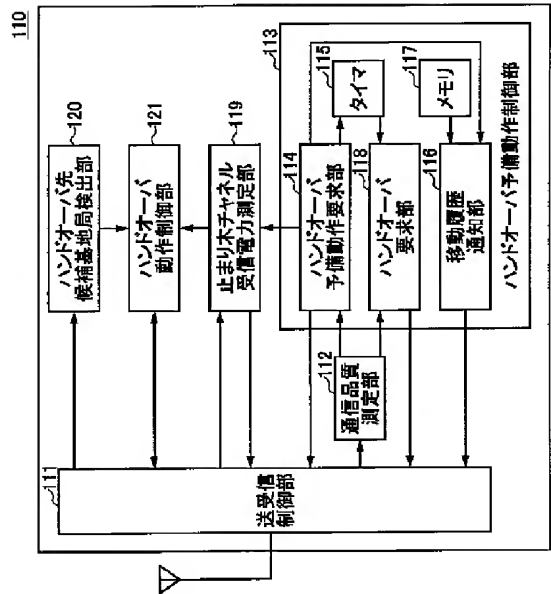 110
120
ハンドオーバ先
候補基地局検出部
121
ハンドオーバ
動作制御部
119
止まり木チャネル
受信電力測定部
113
115
タイマ
117
メモリ
114
ハンドオーバ
予備動作要求部
118
ハンドオーバ
要求部
116
移動履歴
通知部
ハンドオーバ予備動作制御部
112
通信品質
測定部
111
送受信
制御部